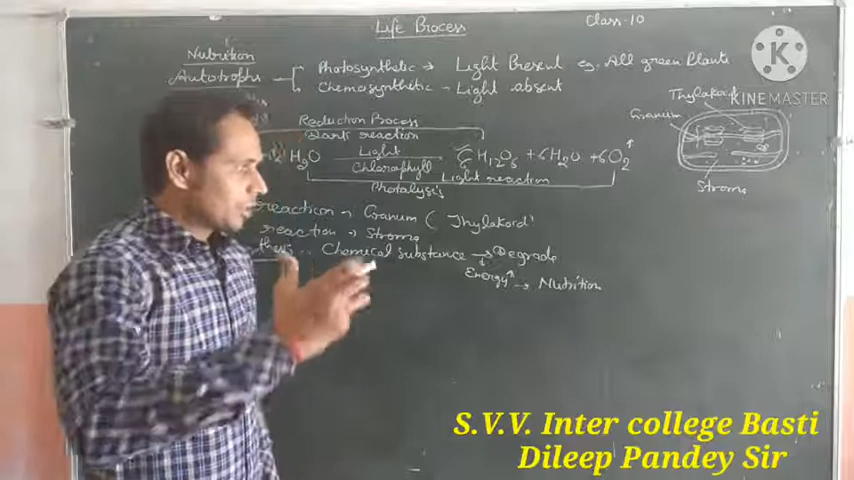 Life Process
Class-10
Nutrition
Autotrophs
Photosynthetic → Light Present eg. All green Plants
Chemosynthetic - Light absent
Reduction Process
Dark reaction
H2O Light C6H12O6 + 6H2O + 6O2 ↑
Chlorophyll
Light reaction
Photolysis
reaction → Granum ( Thylakoid
reaction → Stroma
thesis Chemical substance → Degrade
Energy ↑ → Nutrition
Thylakoid
Granum
Stroma
K
KINEMASTER
S.V.V. Inter college Basti
Dileep Pandey Sir